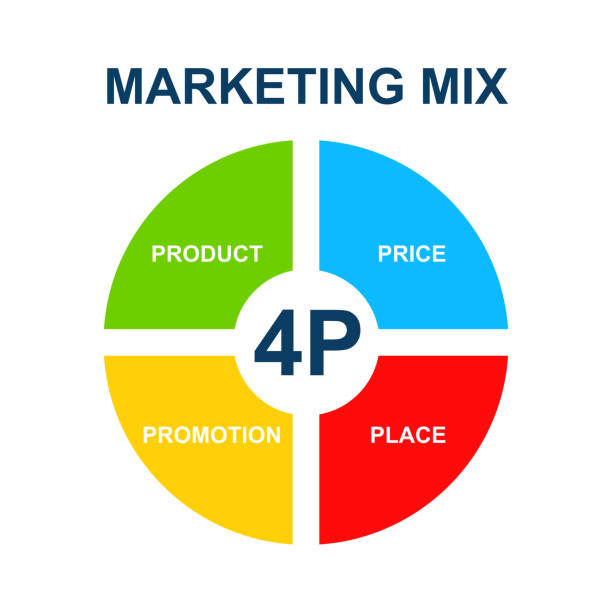 MARKETING MIX
PRODUCT
PRICE
4P
PROMOTION
PLACE